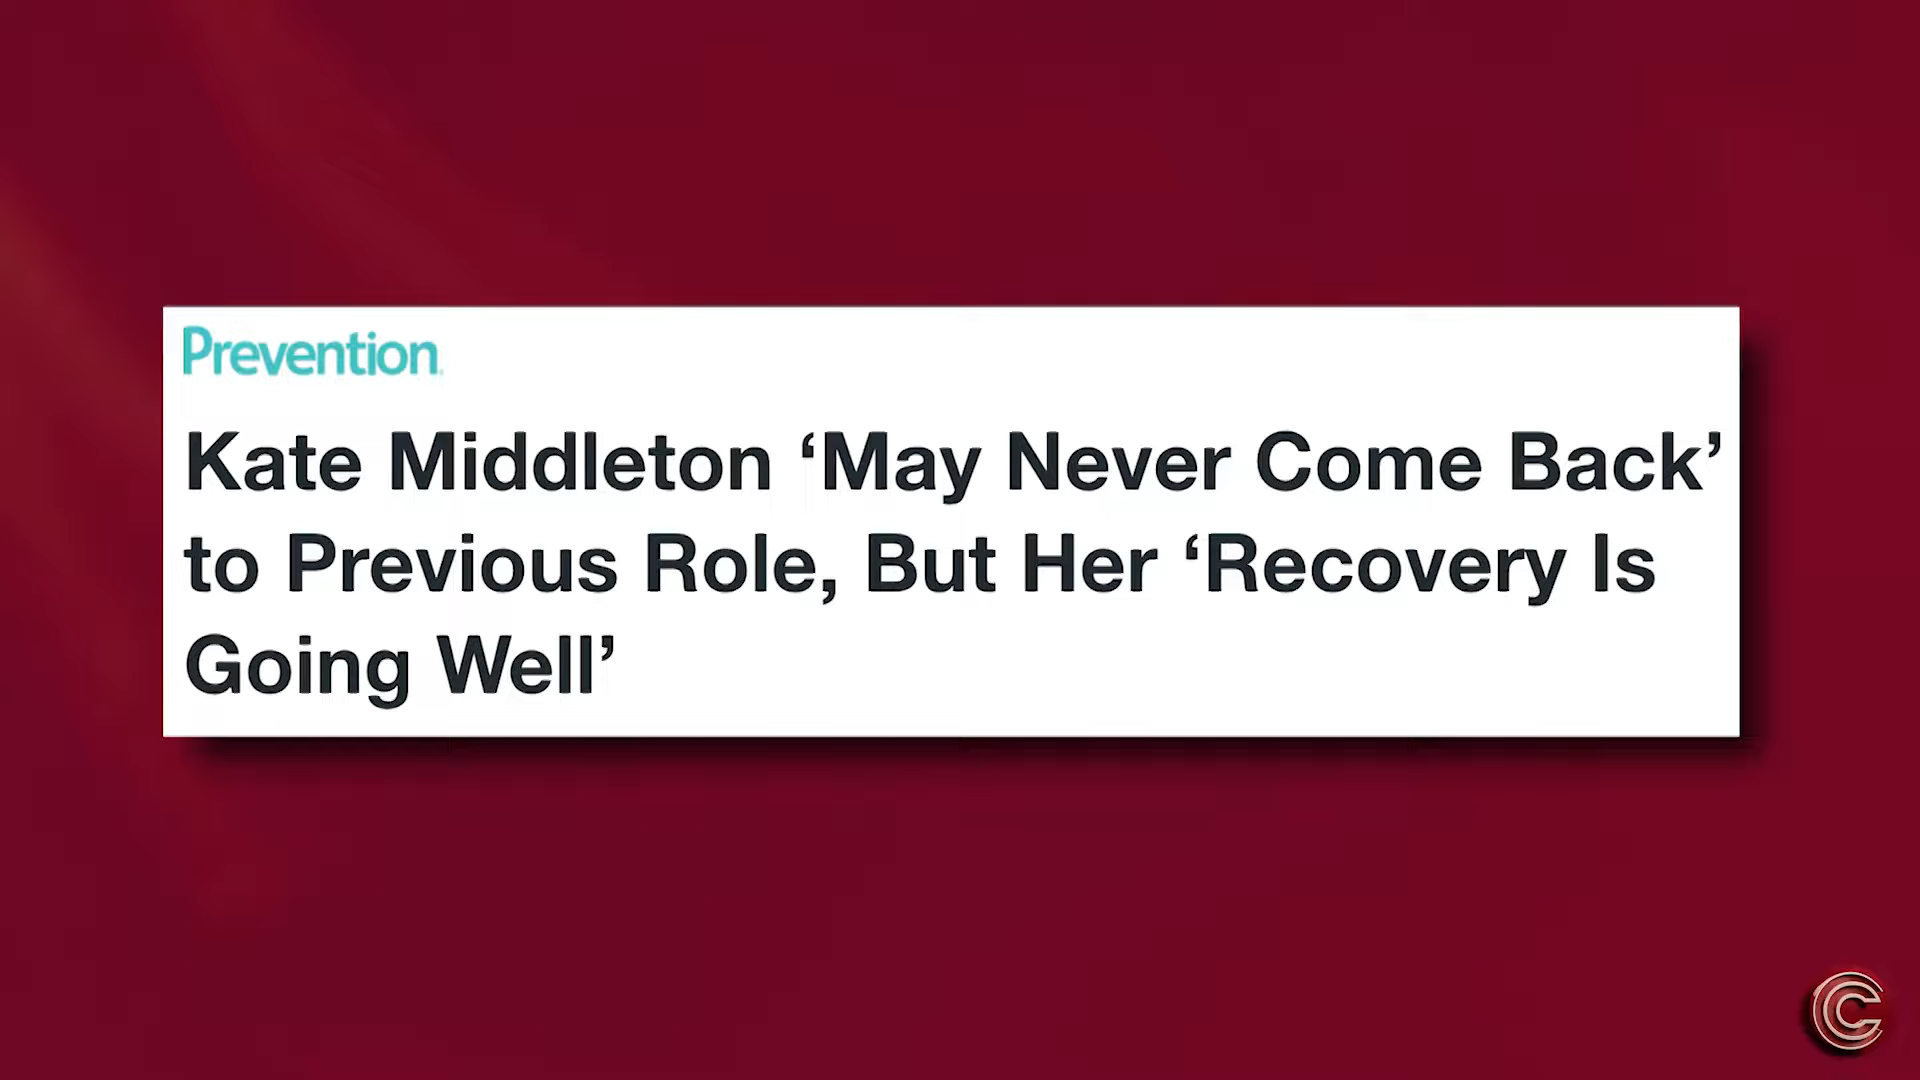 Prevention
Kate Middleton ‘May Never Come Back’
to Previous Role, But Her ‘Recovery Is
Going Well’
C